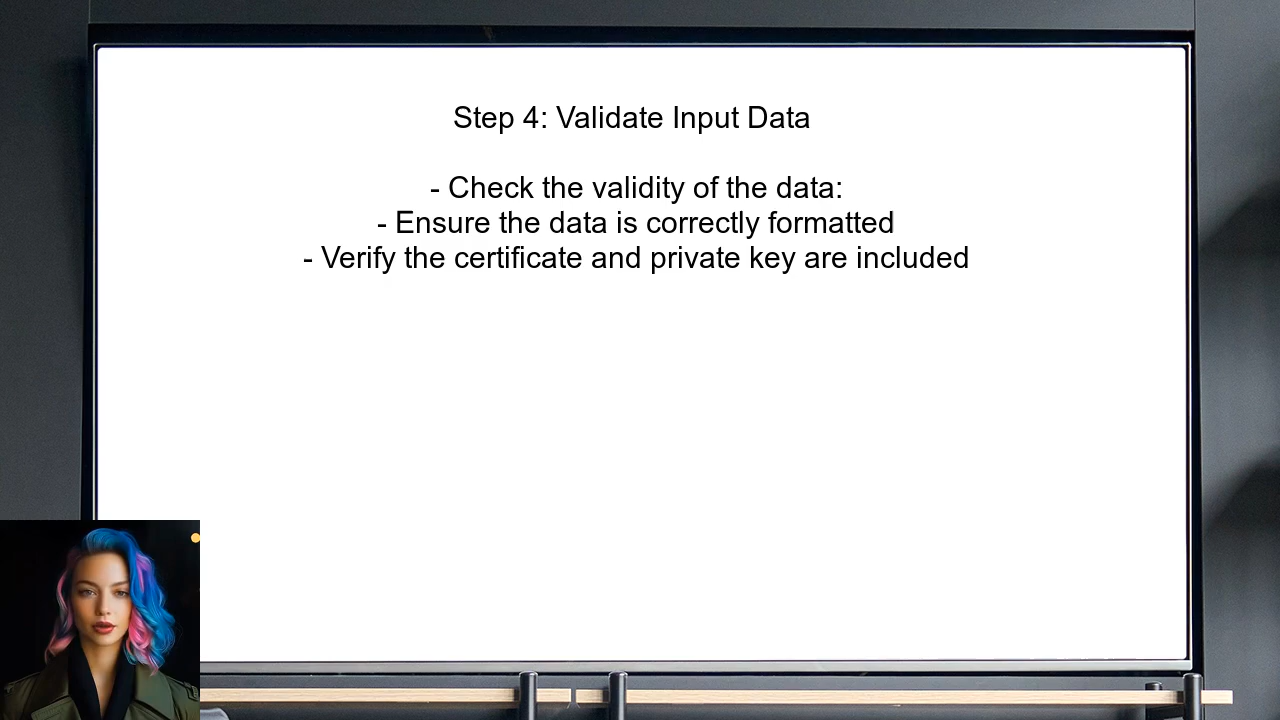 Step 4: Validate Input Data
- Check the validity of the data:
- Ensure the data is correctly formatted
- Verify the certificate and private key are included